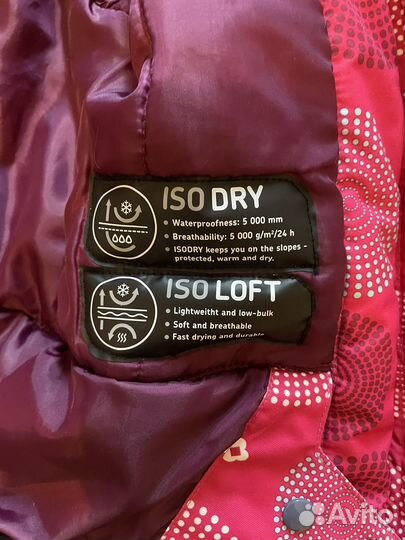 ISO DRY
• Waterproofness: 5 000 mm
• Breathability: 5 000 g/m²/24 h
• ISODRY keeps you on the slopes -
protected, warm and dry.
ISO LOFT
• Lightweitht and low-bulk
• Soft and breathable
• Fast drying and durable
Avito